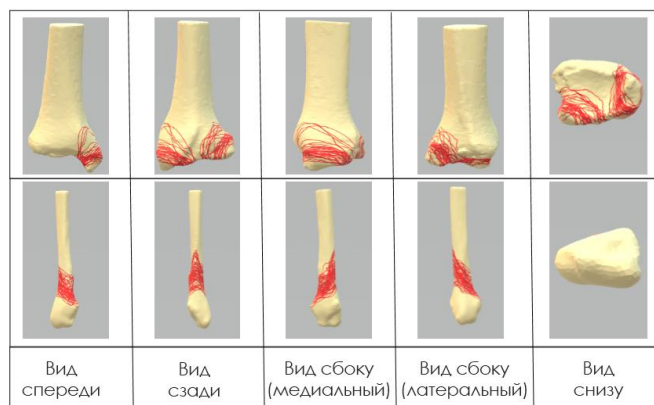 Вид
спереди
Вид
сзади
Вид сбоку
(медиальный)
Вид сбоку
(латеральный)
Вид
снизу